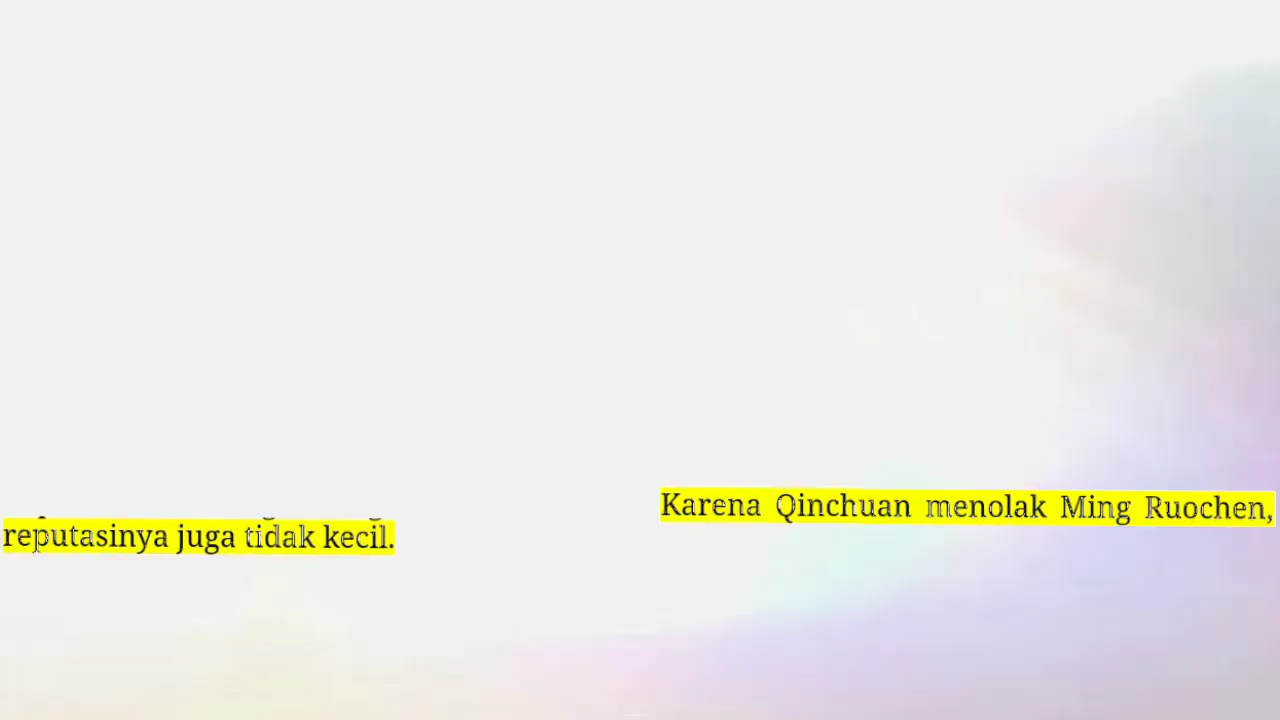 Karena Qinchuan menolak Ming Ruochen,
reputasinya juga tidak kecil.